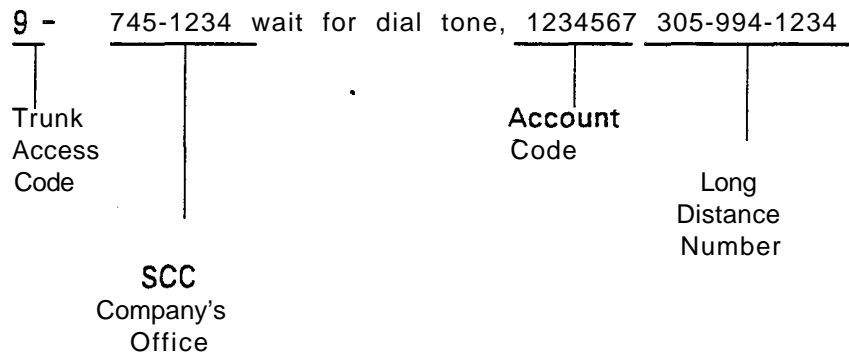 9 - 745-1234 wait for dial tone, 1234567 305-994-1234
Trunk
Access
Code
SCC
Company's
Office
Account
Code
Long
Distance
Number